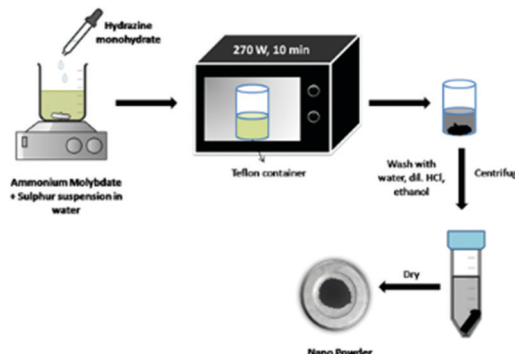 Hydrazine
monohydrate
270 W, 10 min
Teflon container
Ammonium Molybdate
+ Sulphur suspension in
water
Wash with
water, dil. HCl,
ethanol
Centrifug
Dry
Nano Powder